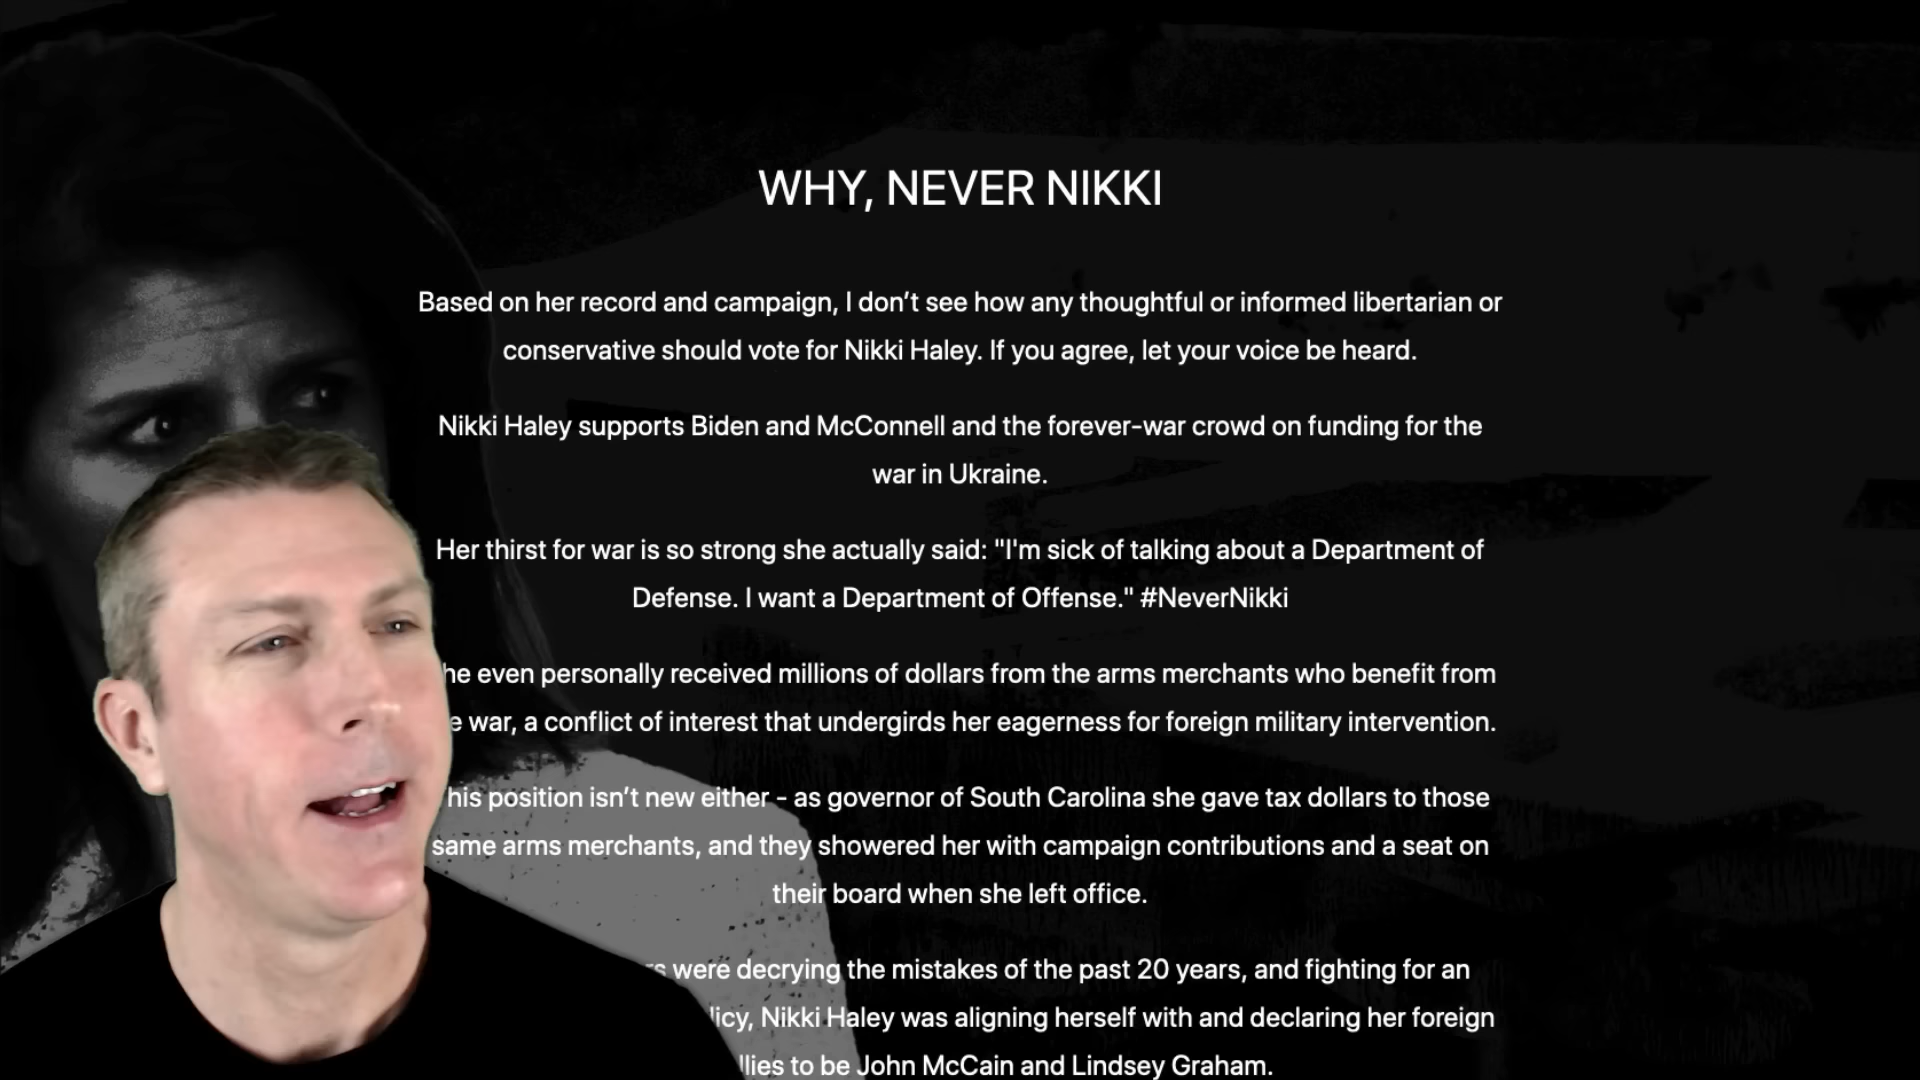 WHY, NEVER NIKKI
Based on her record and campaign, I don’t see how any thoughtful or informed libertarian or
conservative should vote for Nikki Haley. If you agree, let your voice be heard.
Nikki Haley supports Biden and McConnell and the forever-war crowd on funding for the
war in Ukraine.
Her thirst for war is so strong she actually said: "I'm sick of talking about a Department of
Defense. I want a Department of Offense." #NeverNikki
he even personally received millions of dollars from the arms merchants who benefit from
e war, a conflict of interest that undergirds her eagerness for foreign military intervention.
his position isn’t new either - as governor of South Carolina she gave tax dollars to those
same arms merchants, and they showered her with campaign contributions and a seat on
their board when she left office.
rs were decrying the mistakes of the past 20 years, and fighting for an
licy, Nikki Haley was aligning herself with and declaring her foreign
llies to be John McCain and Lindsey Graham.